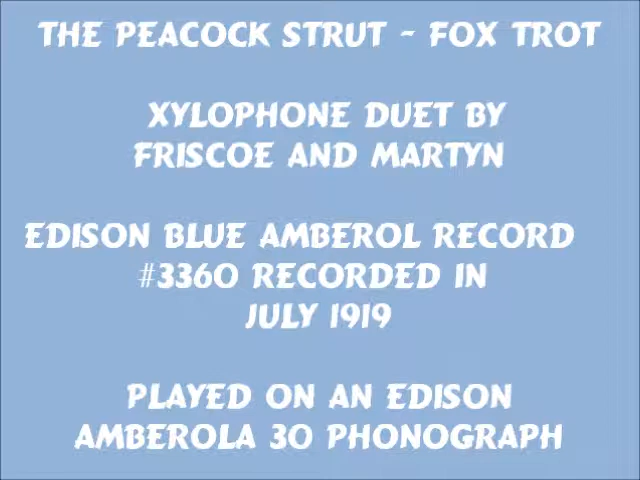 THE PEACOCK STRUT - FOX TROT
XYLOPHONE DUET BY
FRISCOE AND MARTYN
EDISON BLUE AMBEROL RECORD
#3360 RECORDED IN
JULY 1919
PLAYED ON AN EDISON
AMBEROLA 30 PHONOGRAPH